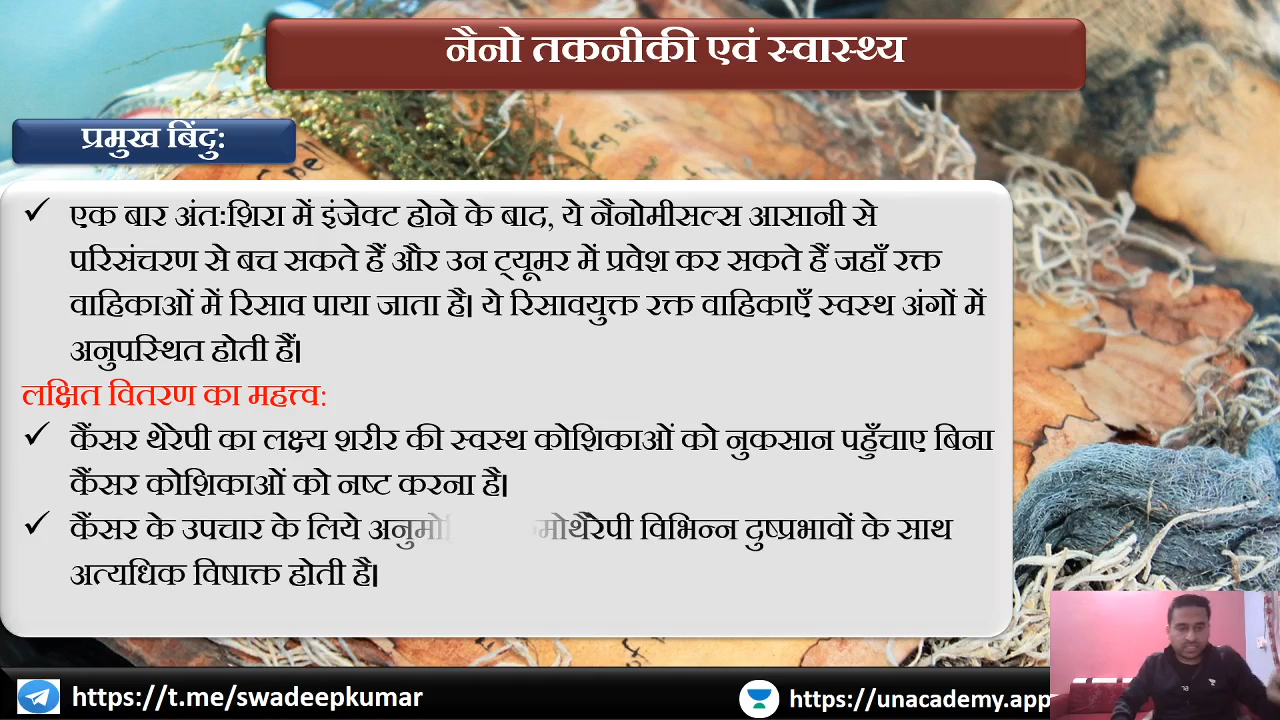 नैनो तकनीकी एवं स्वास्थ्य
प्रमुख बिंदु:
✓ एक बार अंतःशिरा में इंजेक्ट होने के बाद, ये नैनोमीसल्स आसानी से
परिसंचरण से बच सकते हैं और उन ट्यूमर में प्रवेश कर सकते हैं जहाँ रक्त
वाहिकाओं में रिसाव पाया जाता है। ये रिसावयुक्त रक्त वाहिकाएँ स्वस्थ अंगों में
अनुपस्थित होती हैं।
लक्षित वितरण का महत्त्व:
✓ कैंसर थेरेपी का लक्ष्य शरीर की स्वस्थ कोशिकाओं को नुकसान पहुँचाए बिना
कैंसर कोशिकाओं को नष्ट करना है।
✓ कैंसर के उपचार के लिये विभिन्न दुष्प्रभावों के साथ
अत्यधिक विषाक्त होती है।
https://t.me/swadeepkumar
https://unacademy.app